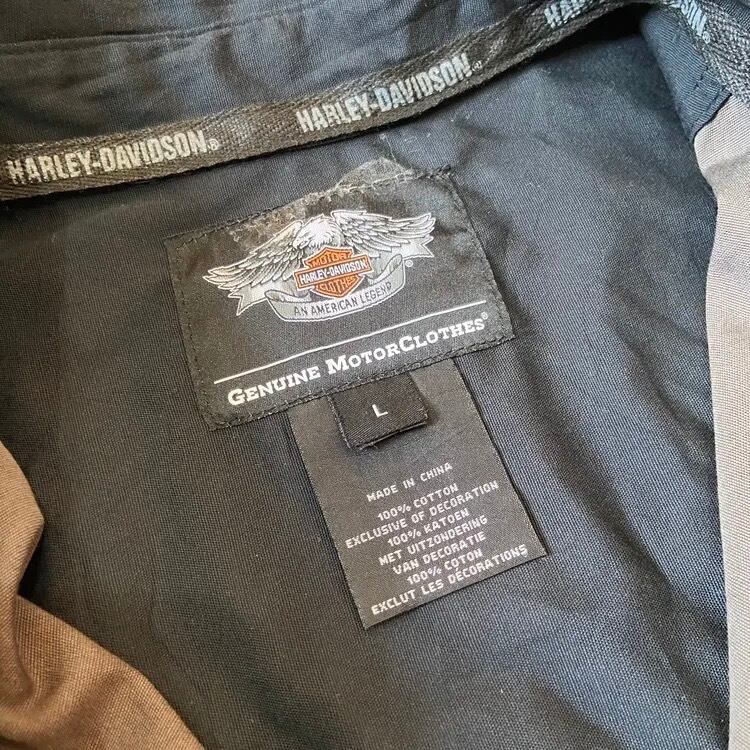 HARLEY-DAVIDSON®
HARLEY-DAVIDSON®
HARLEY-DAVIDSON
MOTOR
HARLEY-DAVIDSON
CLOTHES
®
AN AMERICAN LEGEND
GENUINE MOTORCLOTHES®
L
MADE IN CHINA
100% COTTON
EXCLUSIVE OF DECORATION
100% KATOEN
MET UITZONDERING
VAN DECORATIE
100% COTON
EXCLUT LES DÉCORATIONS